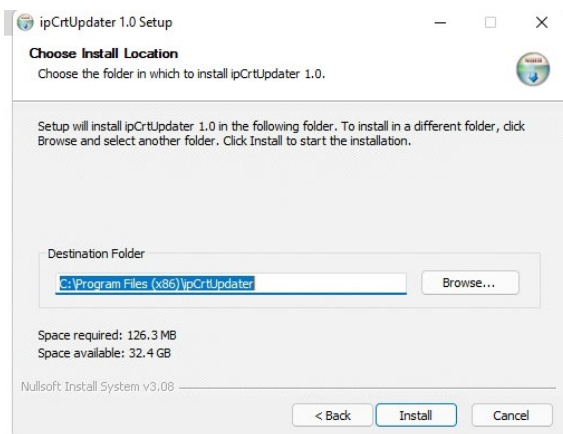 ipCrtUpdater 1.0 Setup
Choose Install Location
Choose the folder in which to install ipCrtUpdater 1.0.
Setup will install ipCrtUpdater 1.0 in the following folder. To install in a different folder, click
Browse and select another folder. Click Install to start the installation.
Destination Folder
C:\Program Files (x86)\ipCrtUpdater
Browse...
Space required: 126.3 MB
Space available: 32.4 GB
Nullsoft Install System v3.08
< Back
Install
Cancel